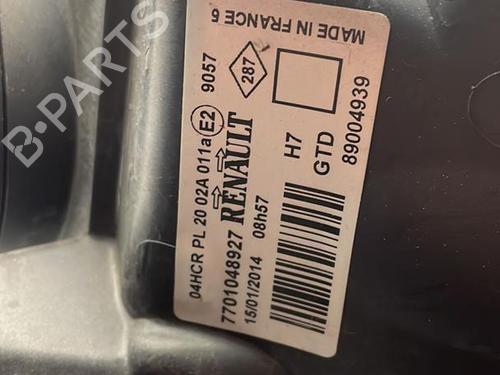 04HCR PL 20 02A 011a E2 9057
287
MADE IN FRANCE 6
7701048927 RENAULT H7
15/01/2014 08h57 GTD
89004939
B-PARTS